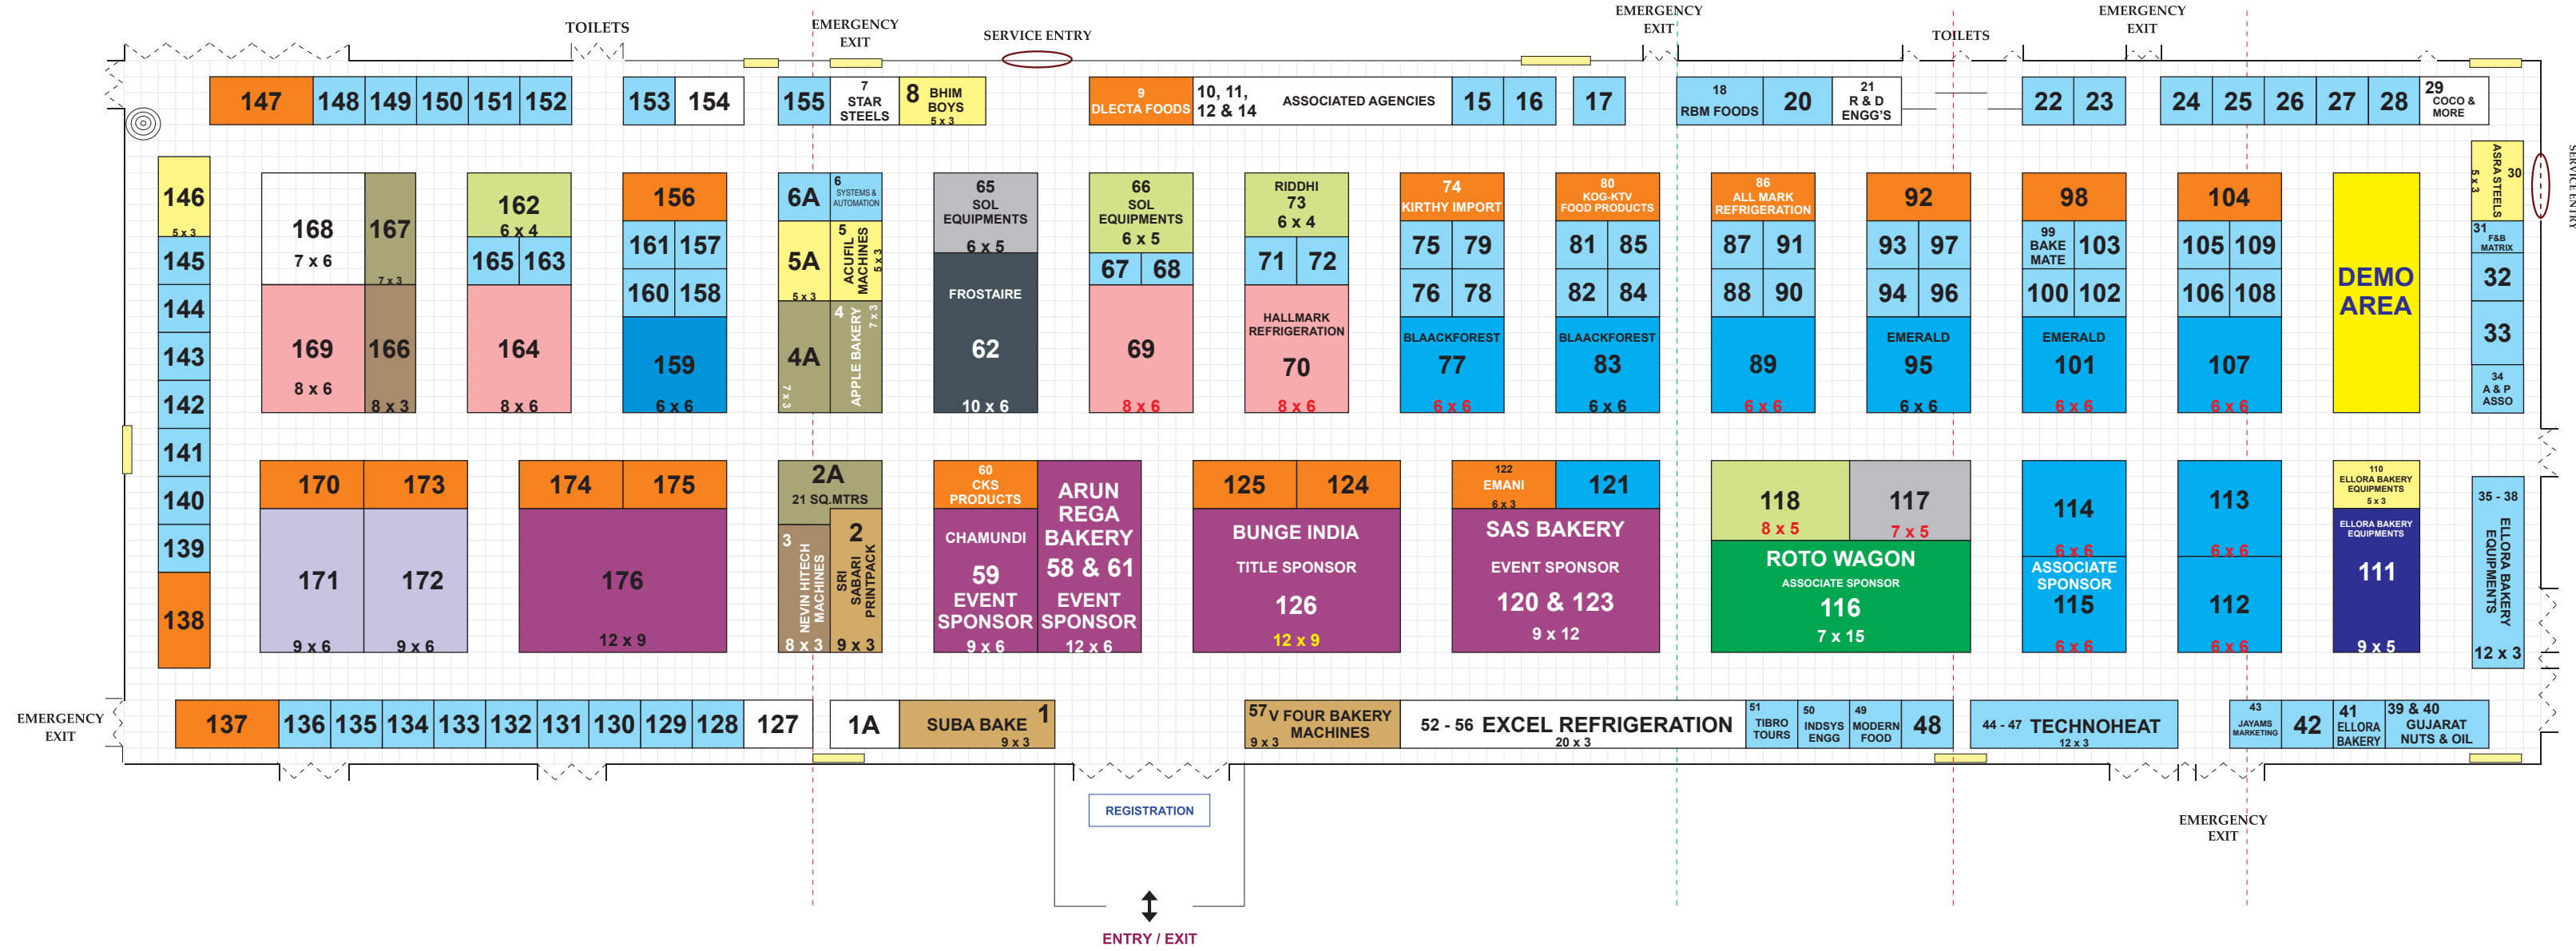 TOILETS
EMERGENCY
EXIT
SERVICE ENTRY
EMERGENCY
EXIT
TOILETS
EMERGENCY
EXIT
147
148
149
150
151
152
153
154
155
7
STAR
STEELS
8
BHIM
BOYS
5 x 3
9
DLECTA FOODS
10, 11,
12 & 14
ASSOCIATED AGENCIES
15
16
17
18
RBM FOODS
20
21
R & D
ENGG'S
22
23
24
25
26
27
28
29
COCO &
MORE
SERVICE ENTRY
146
5 x 3
145
144
143
142
141
140
139
138
168
7 x 6
167
7 x 3
169
8 x 6
166
8 x 3
162
6 x 4
165
163
164
8 x 6
156
161
157
160
158
159
6 x 6
6A
6
SYSTEMS &
AUTOMATION
5A
5 x 3
5
ACUFIL
MACHINES
5 x 3
4A
7 x 3
4
APPLE BAKERY
7 x 3
65
SOL
EQUIPMENTS
6 x 5
FROSTAIRE
62
10 x 6
66
SOL
EQUIPMENTS
6 x 5
67
68
69
8 x 6
RIDDHI
73
6 x 4
71
72
HALLMARK
REFRIGERATION
70
8 x 6
74
KIRTHY IMPORT
75
79
76
78
BLAACKFOREST
77
6 x 6
80
KOG-KTV
FOOD PRODUCTS
81
85
82
84
BLAACKFOREST
83
6 x 6
86
ALL MARK
REFRIGERATION
87
91
88
90
89
6 x 6
92
93
97
94
96
EMERALD
95
6 x 6
98
99
BAKE
MATE
103
100
102
EMERALD
101
6 x 6
104
105
109
106
108
107
6 x 6
DEMO
AREA
ASRA STEELS
30
5 x 3
31
F&B
MATRIX
32
33
34
A & P
ASSO
170
173
171
9 x 6
172
9 x 6
174
175
176
12 x 9
2A
21 SQ.MTRS
3
NEVIN HITECH
MACHINES
8 x 3
2
SRI
SABARI
PRINTPACK
9 x 3
60
CKS
PRODUCTS
CHAMUNDI
59
EVENT
SPONSOR
9 x 6
ARUN
REGA
BAKERY
58 & 61
EVENT
SPONSOR
12 x 6
125
124
BUNGE INDIA
TITLE SPONSOR
126
12 x 9
122
EMANI
6 x 3
121
SAS BAKERY
EVENT SPONSOR
120 & 123
9 x 12
118
8 x 5
117
7 x 5
ROTO WAGON
ASSOCIATE SPONSOR
116
7 x 15
114
6 x 6
ASSOCIATE
SPONSOR
115
6 x 6
113
6 x 6
112
6 x 6
110
ELLORA BAKERY
EQUIPMENTS
5 x 3
ELLORA BAKERY
EQUIPMENTS
111
9 x 5
35 - 38
ELLORA BAKERY
EQUIPMENTS
12 x 3
EMERGENCY
EXIT
137
136
135
134
133
132
131
130
129
128
127
1A
SUBA BAKE
1
9 x 3
57
V FOUR BAKERY
MACHINES
9 x 3
52 - 56 EXCEL REFRIGERATION
20 x 3
51
TIBRO
TOURS
50
INDSYS
ENGG
49
MODERN
FOOD
48
44 - 47 TECHNOHEAT
12 x 3
43
JAYAMS
MARKETING
42
41
ELLORA
BAKERY
39 & 40
GUJARAT
NUTS & OIL
REGISTRATION
EMERGENCY
EXIT
ENTRY / EXIT